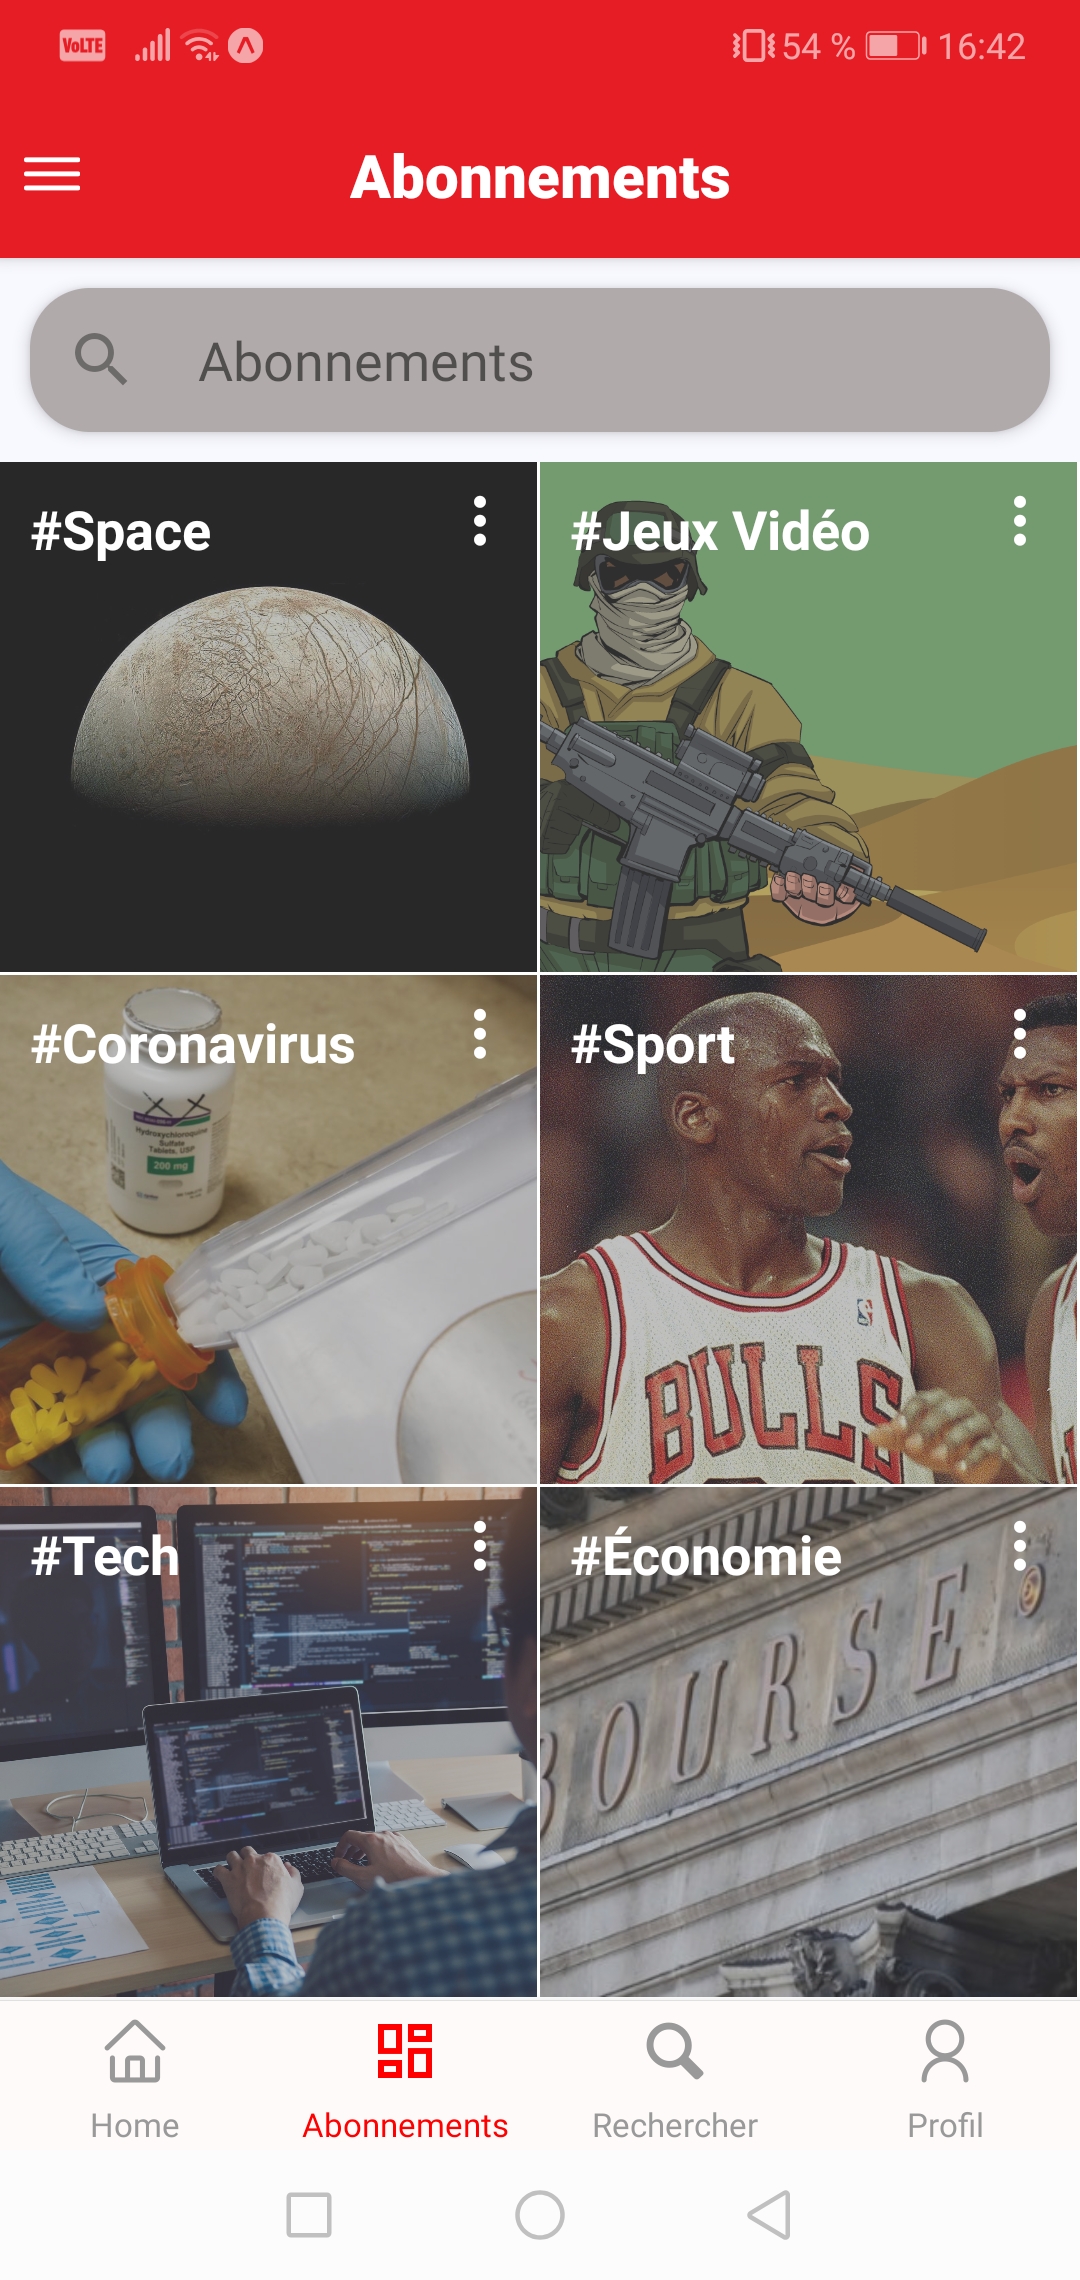 VoLTE 54 % 16:42
Abonnements
Abonnements
#Space
#Jeux Vidéo
#Coronavirus
Hydroxychloroquine
Sulfate
Tablets, USP
200 mg
#Sport
BULLS
#Tech
#Économie
BOURSE
Home
Abonnements
Rechercher
Profil